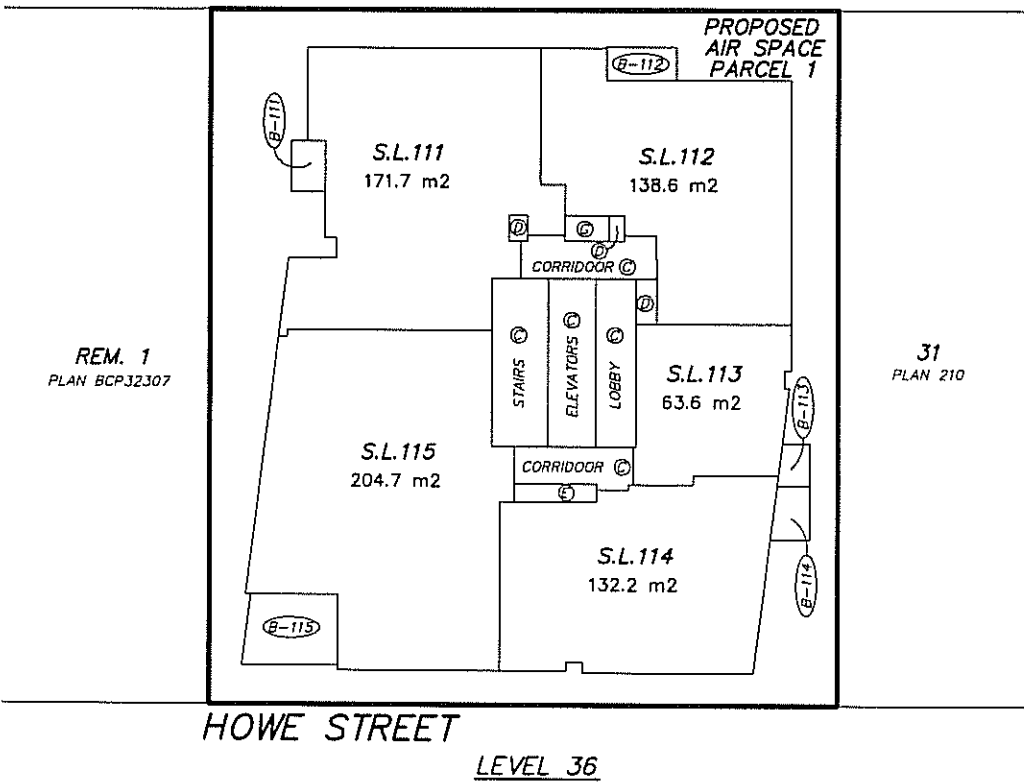 PROPOSED
AIR SPACE
PARCEL 1
B-112
B-111
S.L.111
171.7 m2
S.L.112
138.6 m2
D
G
D
CORRIDOOR C
D
C
STAIRS
C
ELEVATORS
C
LOBBY
REM. 1
PLAN BCP32307
31
PLAN 210
S.L.113
63.6 m2
B-113
S.L.115
204.7 m2
CORRIDOOR C
E
S.L.114
132.2 m2
B-114
B-115
HOWE STREET
LEVEL 36